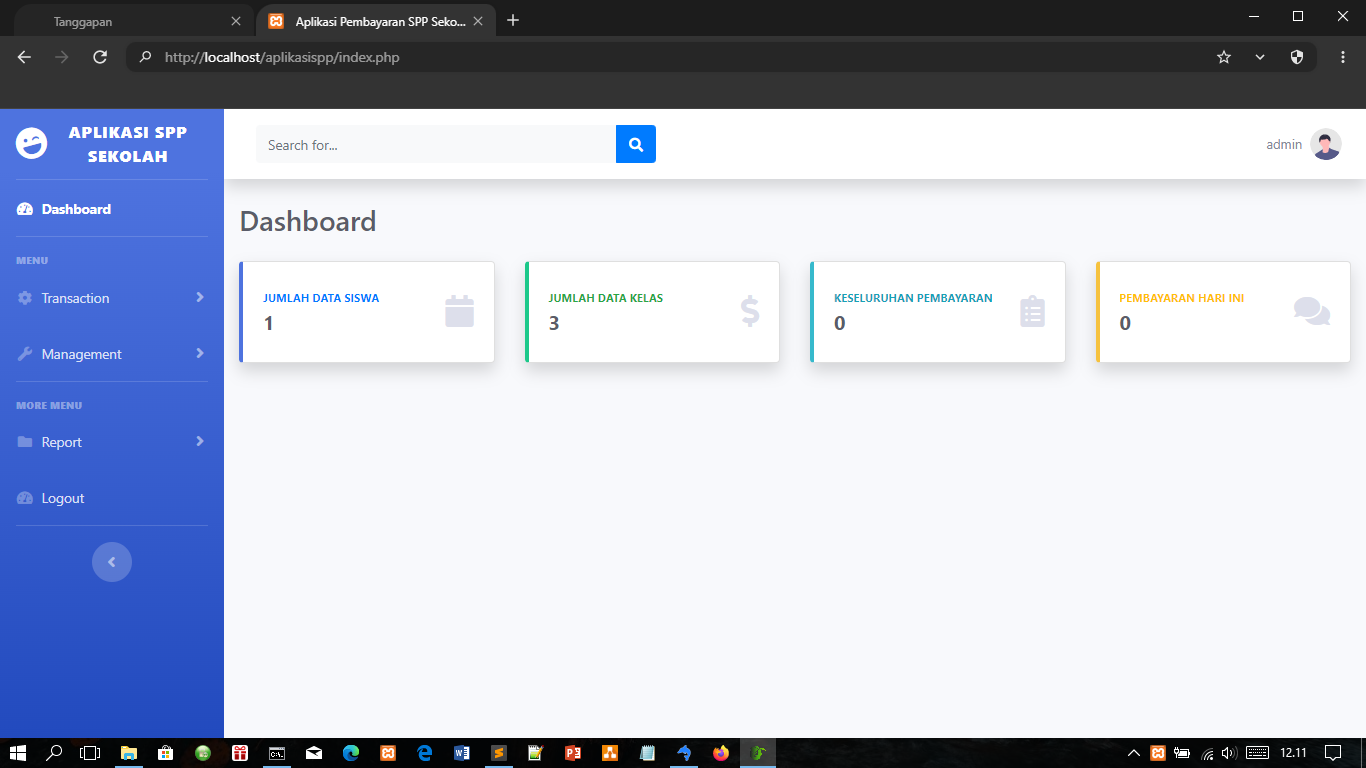 Tanggapan
Aplikasi Pembayaran SPP Seko...
http://localhost/aplikasispp/index.php
APLIKASI SPP
SEKOLAH
Search for...
admin
Dashboard
MENU
Transaction
Management
MORE MENU
Report
Logout
Dashboard
JUMLAH DATA SISWA
1
JUMLAH DATA KELAS
3
KESELURUHAN PEMBAYARAN
0
PEMBAYARAN HARI INI
0
12.11